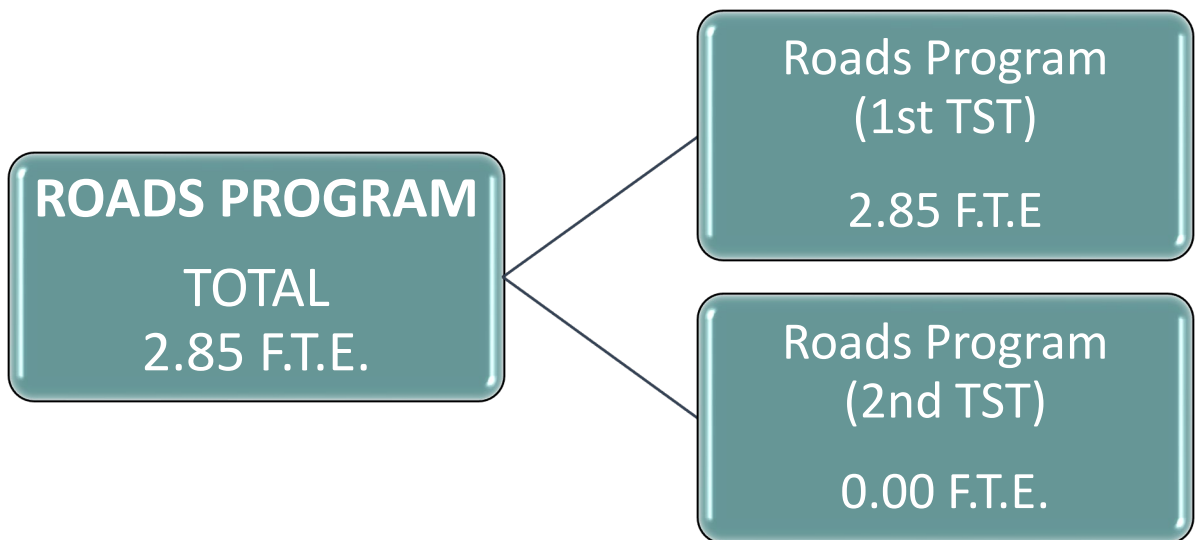 ROADS PROGRAM
TOTAL
2.85 F.T.E.
Roads Program
(1st TST)
2.85 F.T.E
Roads Program
(2nd TST)
0.00 F.T.E.